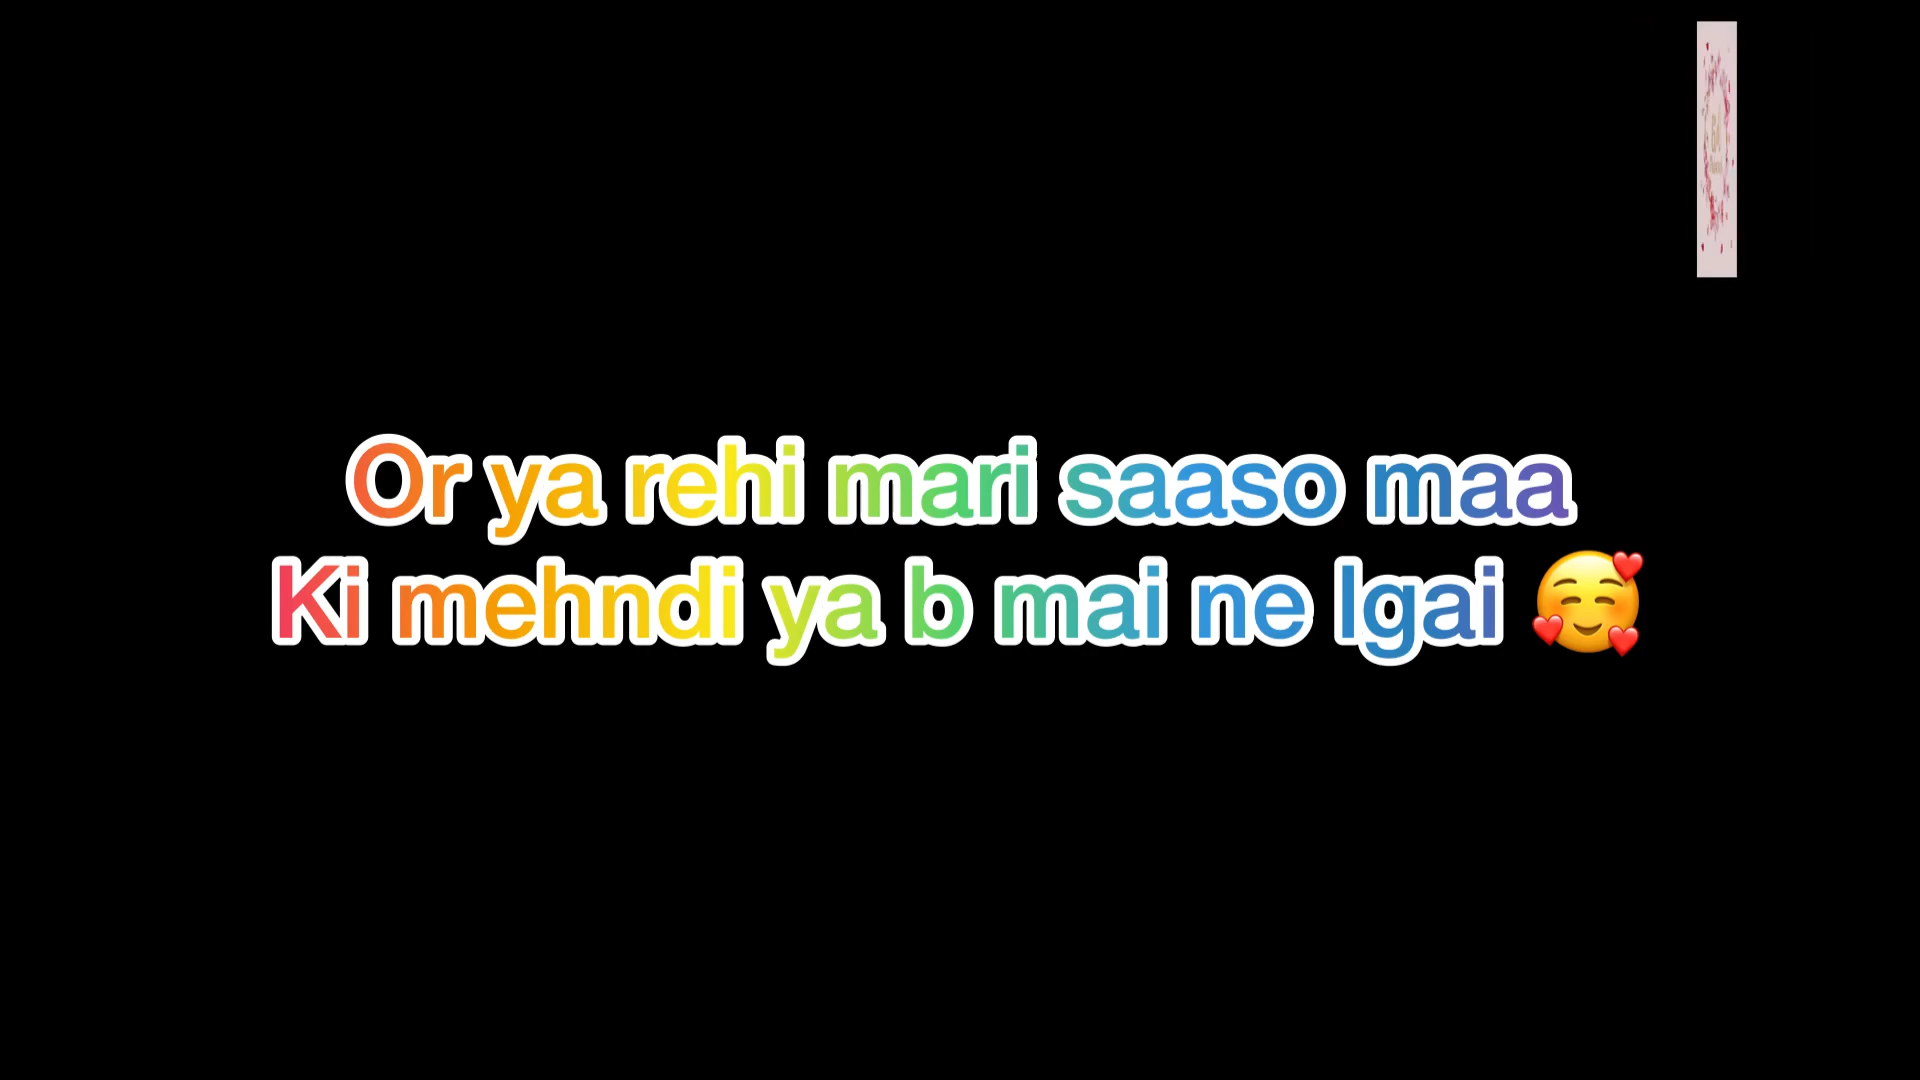 Or ya rehi mari saaso maa
Ki mehndi ya b mai ne lgai 🥰